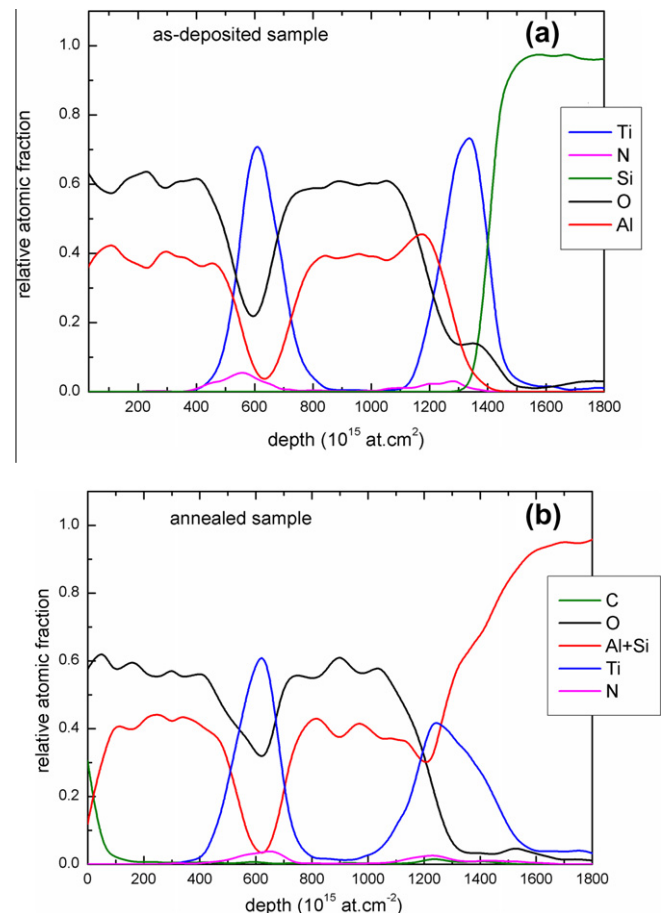 (a)
as-deposited sample
1.0
0.8
0.6
0.4
0.2
0.0
relative atomic fraction
Ti
N
Si
O
Al
200 400 600 800 1000 1200 1400 1600 1800
depth (10¹⁵ at.cm²)
(b)
annealed sample
1.0
0.8
0.6
0.4
0.2
0.0
relative atomic fraction
C
O
Al+Si
Ti
N
0 200 400 600 800 1000 1200 1400 1600 1800
depth (10¹⁵ at.cm⁻²)